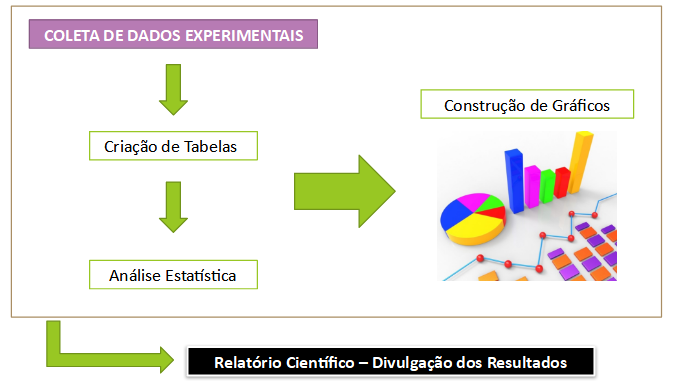 COLETA DE DADOS EXPERIMENTAIS
Criação de Tabelas
Análise Estatística
Construção de Gráficos
Relatório Científico – Divulgação dos Resultados